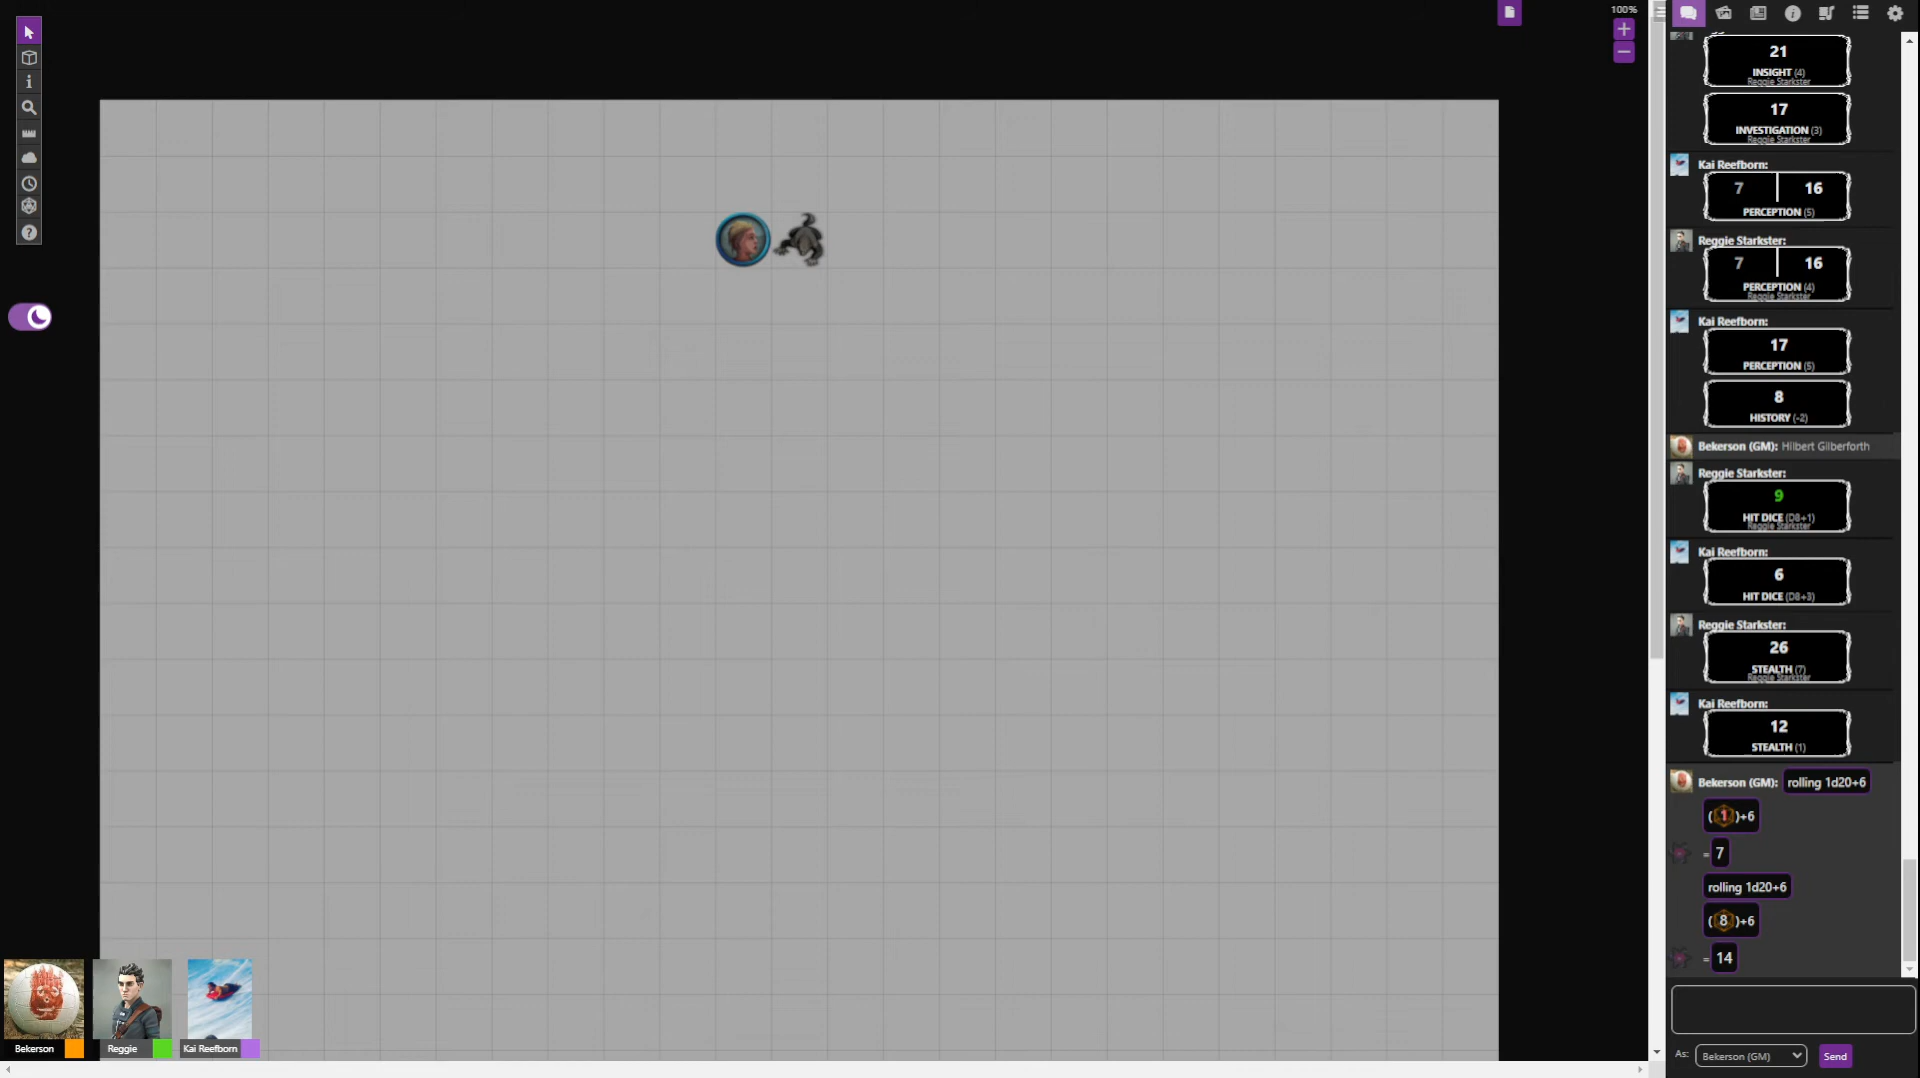 100%
21
INSIGHT (4)
Reggie Starkster
17
INVESTIGATION (3)
Reggie Starkster
Kai Reefborn:
7 16
PERCEPTION (5)
Reggie Starkster:
7 16
PERCEPTION (4)
Reggie Starkster
Kai Reefborn:
17
PERCEPTION (5)
8
HISTORY (-2)
Bekerson (GM): Hilbert Gilberforth
Reggie Starkster:
9
HIT DICE (D8+1)
Reggie Starkster
Kai Reefborn:
6
HIT DICE (D8+3)
Reggie Starkster:
26
STEALTH (7)
Reggie Starkster
Kai Reefborn:
12
STEALTH (1)
Bekerson (GM): rolling 1d20+6
(1)+6
=7
rolling 1d20+6
(8)+6
=14
As: Bekerson (GM) Send
Bekerson
Reggie
Kai Reefborn